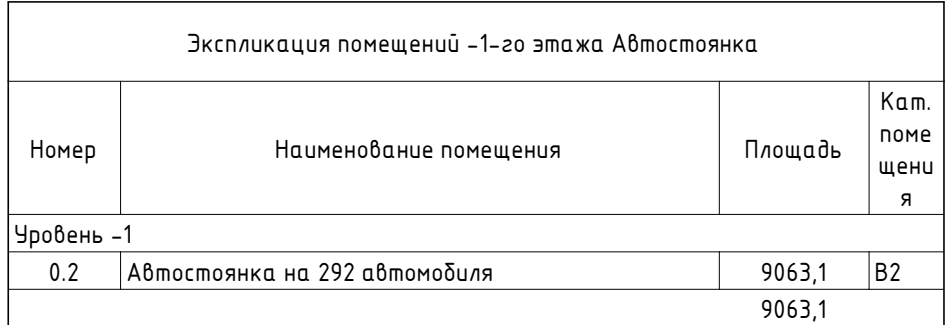 Экспликация помещений -1-го этажа Автостоянка
Номер Наименование помещения Площадь Кат.
поме
щени
я
Уровень -1
0.2 Автостоянка на 292 автомобиля 9063,1 В2
9063,1